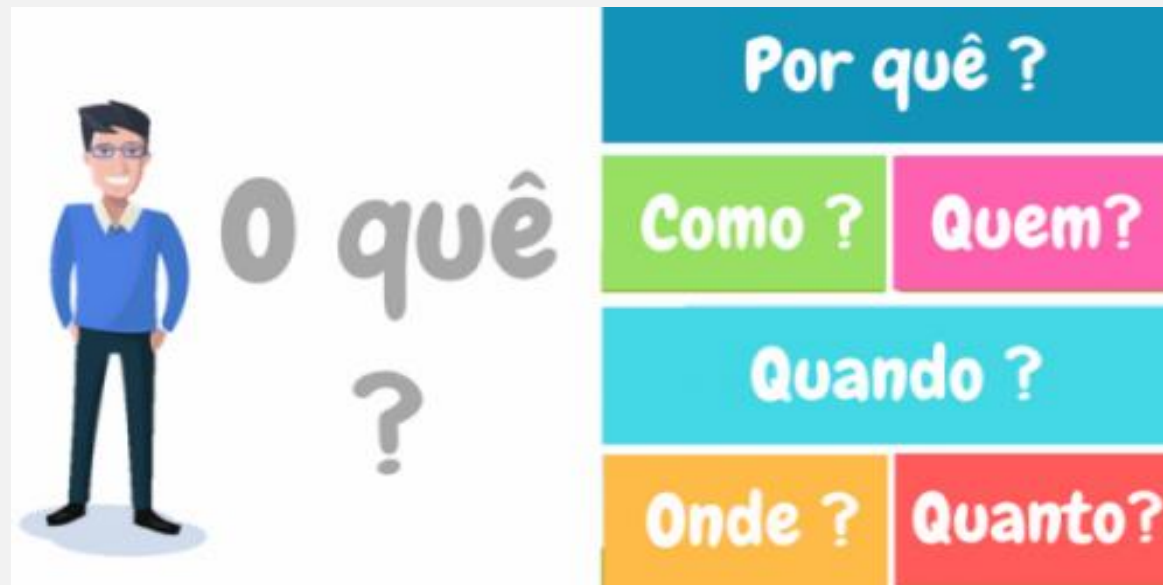 O quê
?
Por quê ?
Como ?
Quem?
Quando ?
Onde ?
Quanto?